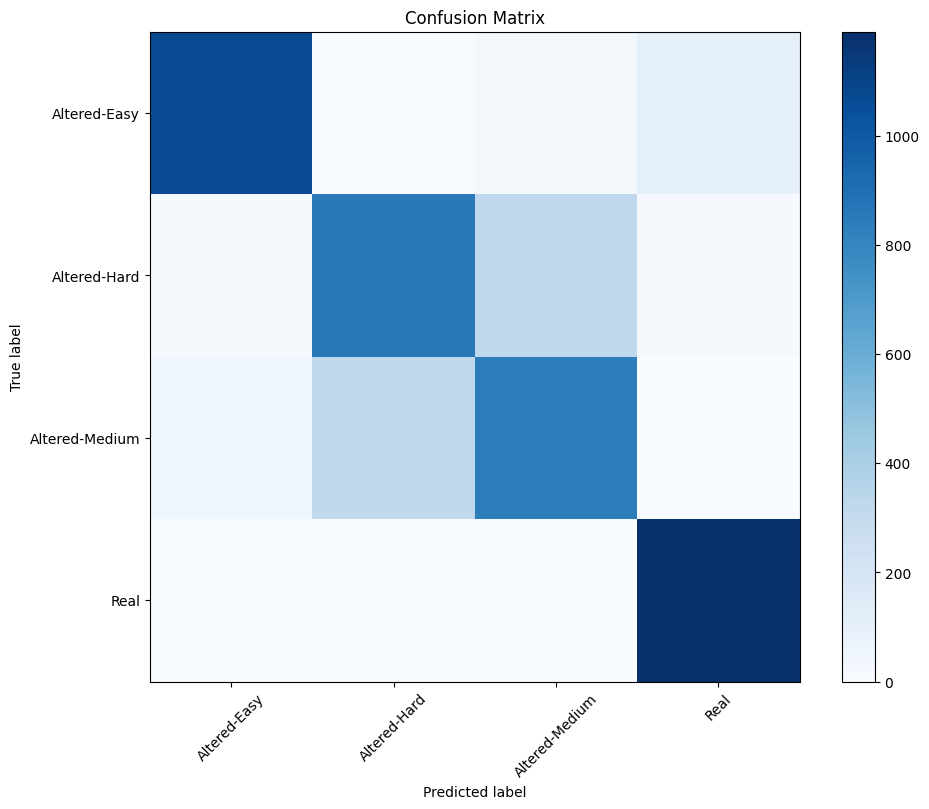 Confusion Matrix
True label
Altered-Easy
Altered-Hard
Altered-Medium
Real
Altered-Easy
Altered-Hard
Altered-Medium
Real
Predicted label
1000
800
600
400
200
0